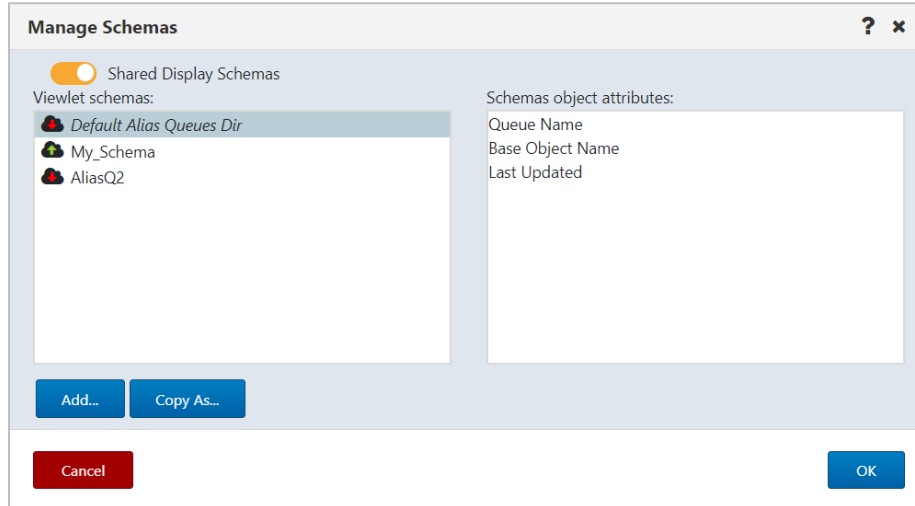 Manage Schemas
?
Shared Display Schemas
Viewlet schemas:
Default Alias Queues Dir
My_Schema
AliasQ2
Schemas object attributes:
Queue Name
Base Object Name
Last Updated
Add...
Copy As...
Cancel
OK